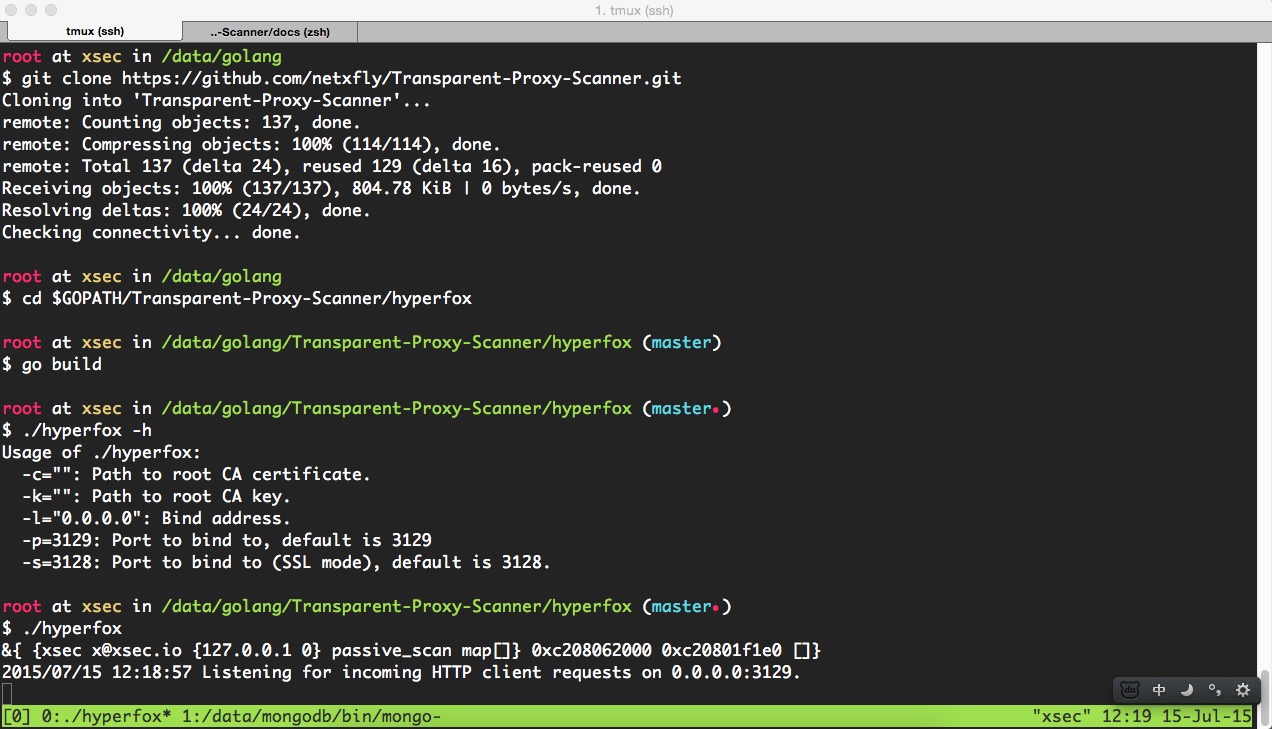 1. tmux (ssh)
tmux (ssh)
..-Scanner/docs (zsh)
root at xsec in /data/golang
$ git clone https://github.com/netxfly/Transparent-Proxy-Scanner.git
Cloning into 'Transparent-Proxy-Scanner'...
remote: Counting objects: 137, done.
remote: Compressing objects: 100% (114/114), done.
remote: Total 137 (delta 24), reused 129 (delta 16), pack-reused 0
Receiving objects: 100% (137/137), 804.78 KiB | 0 bytes/s, done.
Resolving deltas: 100% (24/24), done.
Checking connectivity... done.
root at xsec in /data/golang
$ cd $GOPATH/Transparent-Proxy-Scanner/hyperfox
root at xsec in /data/golang/Transparent-Proxy-Scanner/hyperfox (master)
$ go build
root at xsec in /data/golang/Transparent-Proxy-Scanner/hyperfox (master•)
$ ./hyperfox -h
Usage of ./hyperfox:
  -c="": Path to root CA certificate.
  -k="": Path to root CA key.
  -l="0.0.0.0": Bind address.
  -p=3129: Port to bind to, default is 3129
  -s=3128: Port to bind to (SSL mode), default is 3128.
root at xsec in /data/golang/Transparent-Proxy-Scanner/hyperfox (master•)
$ ./hyperfox
&{ {xsec x@xsec.io {127.0.0.1 0} passive_scan map[]} 0xc208062000 0xc20801f1e0 []}
2015/07/15 12:18:57 Listening for incoming HTTP client requests on 0.0.0.0:3129.
du 中 °,
[0] 0:./hyperfox* 1:/data/mongodb/bin/mongo- "xsec" 12:19 15-Jul-15